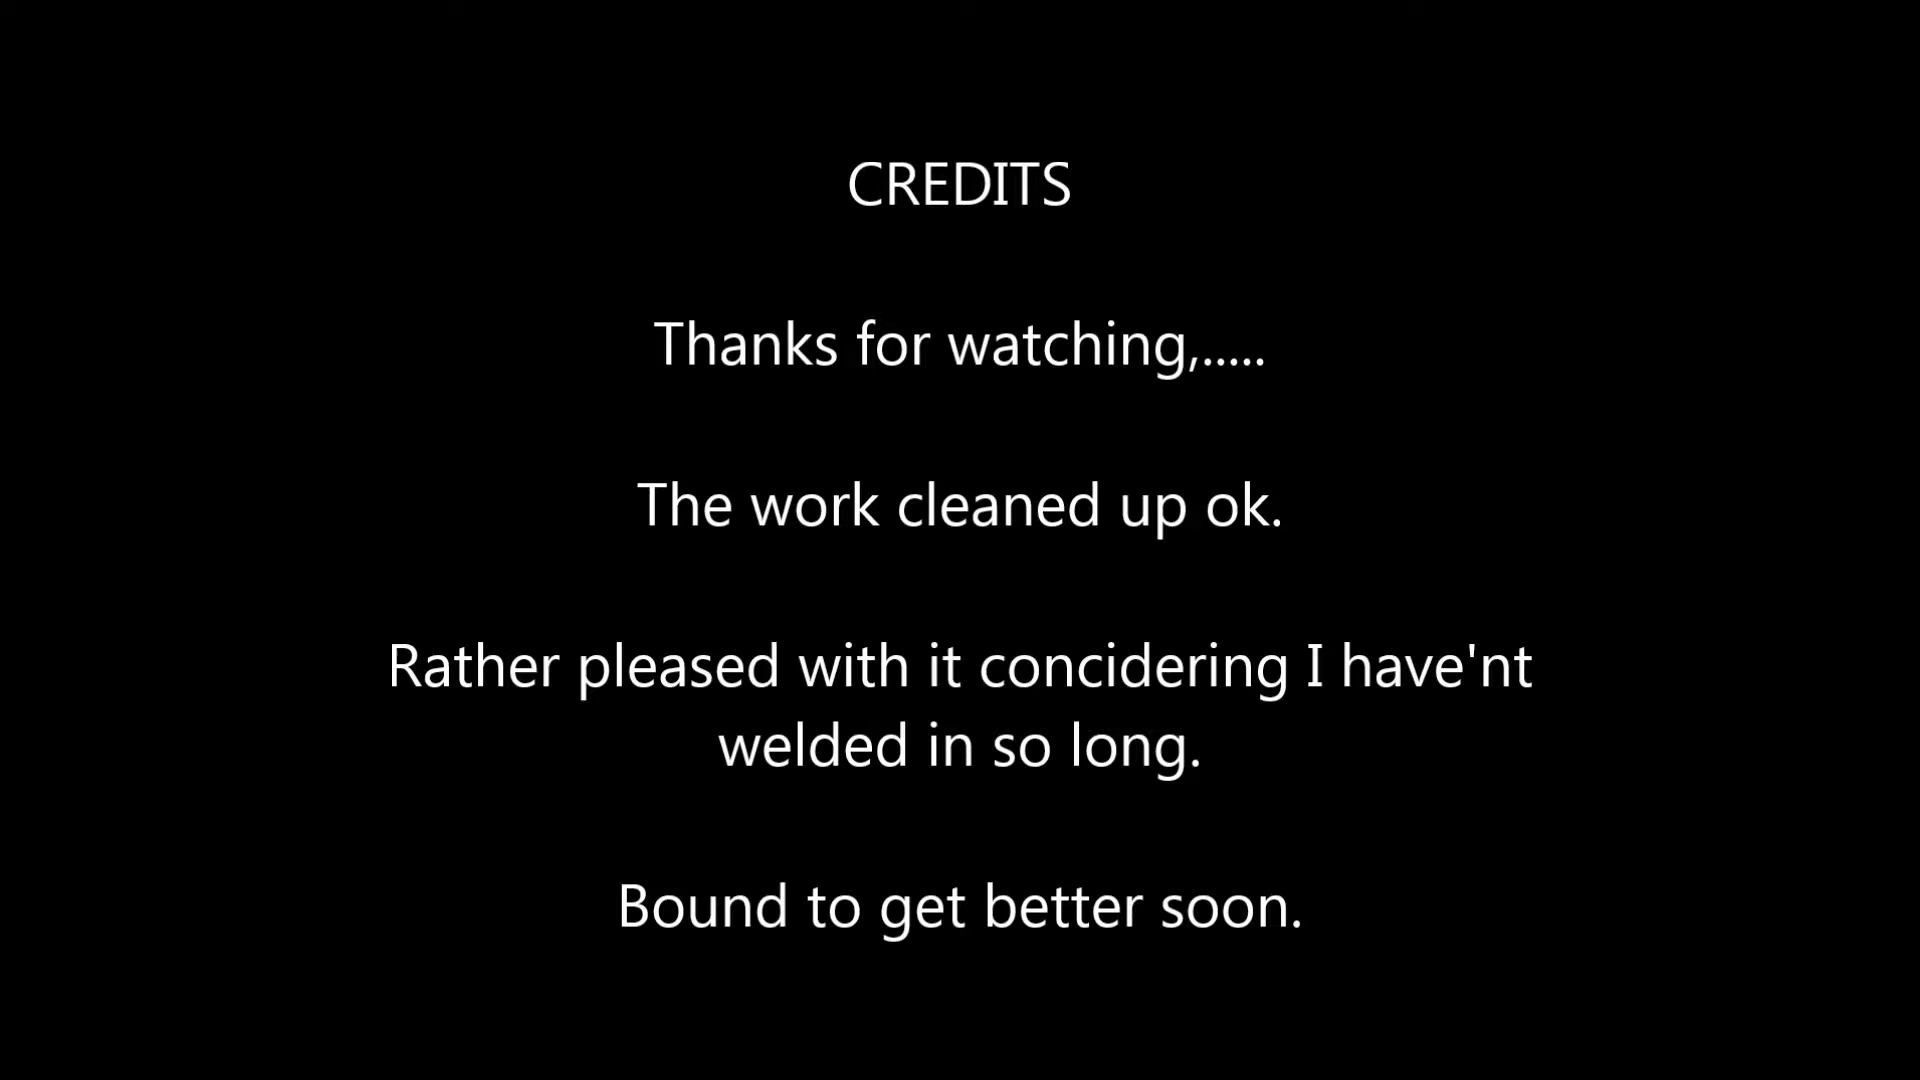 CREDITS
Thanks for watching,.....
The work cleaned up ok.
Rather pleased with it concidering I have'nt
welded in so long.
Bound to get better soon.